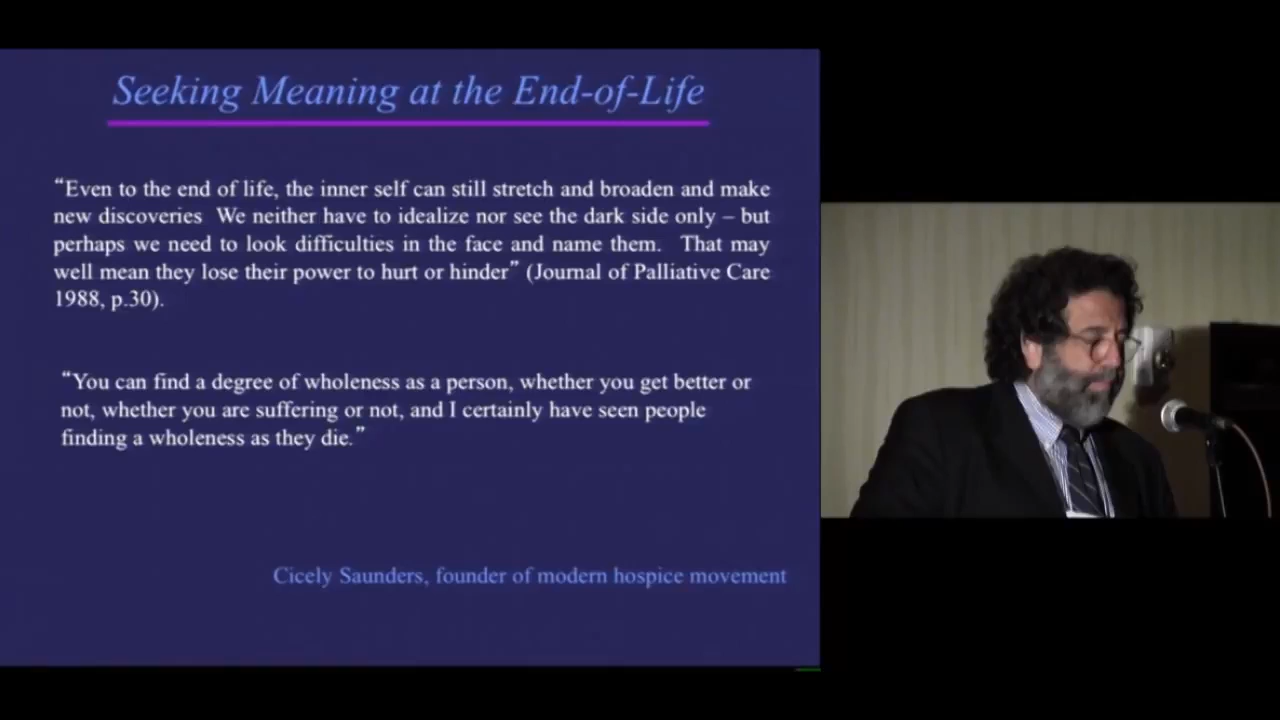 Seeking Meaning at the End-of-Life
“Even to the end of life, the inner self can still stretch and broaden and make
new discoveries  We neither have to idealize nor see the dark side only – but
perhaps we need to look difficulties in the face and name them.  That may
well mean they lose their power to hurt or hinder” (Journal of Palliative Care
1988, p.30).
“You can find a degree of wholeness as a person, whether you get better or
not, whether you are suffering or not, and I certainly have seen people
finding a wholeness as they die.”
Cicely Saunders, founder of modern hospice movement